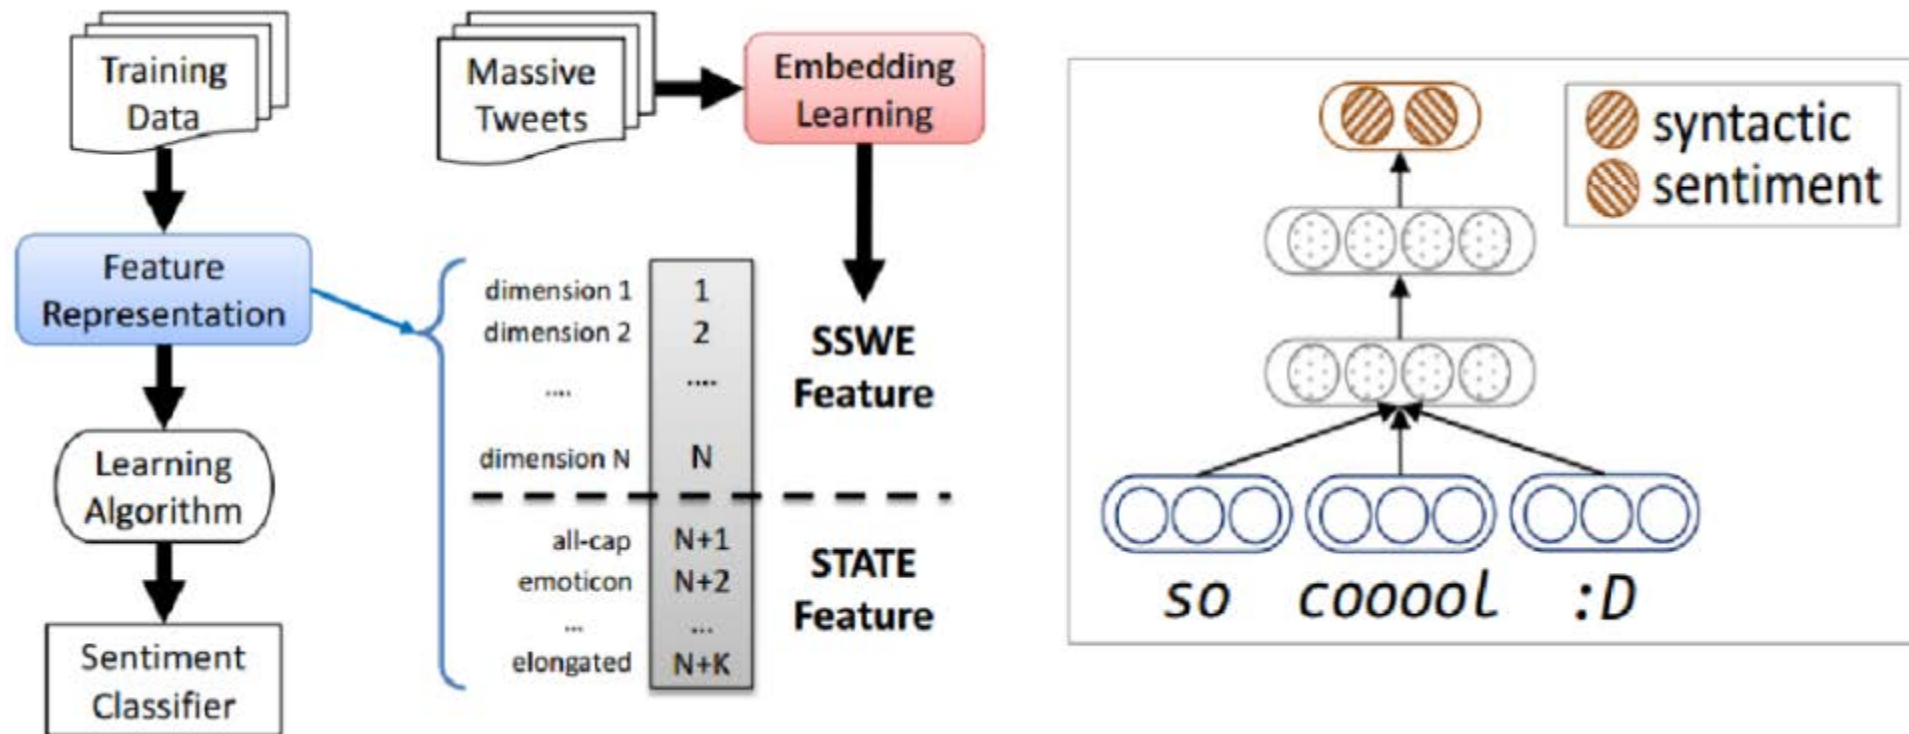 Training
Data
Massive
Tweets
Embedding
Learning
Feature
Representation
Learning
Algorithm
Sentiment
Classifier
dimension 1 1
dimension 2 2
.... ....
dimension N N
all-cap N+1
emoticon N+2
... ...
elongated N+K
SSWE
Feature
STATE
Feature
syntactic
sentiment
so cooool :D